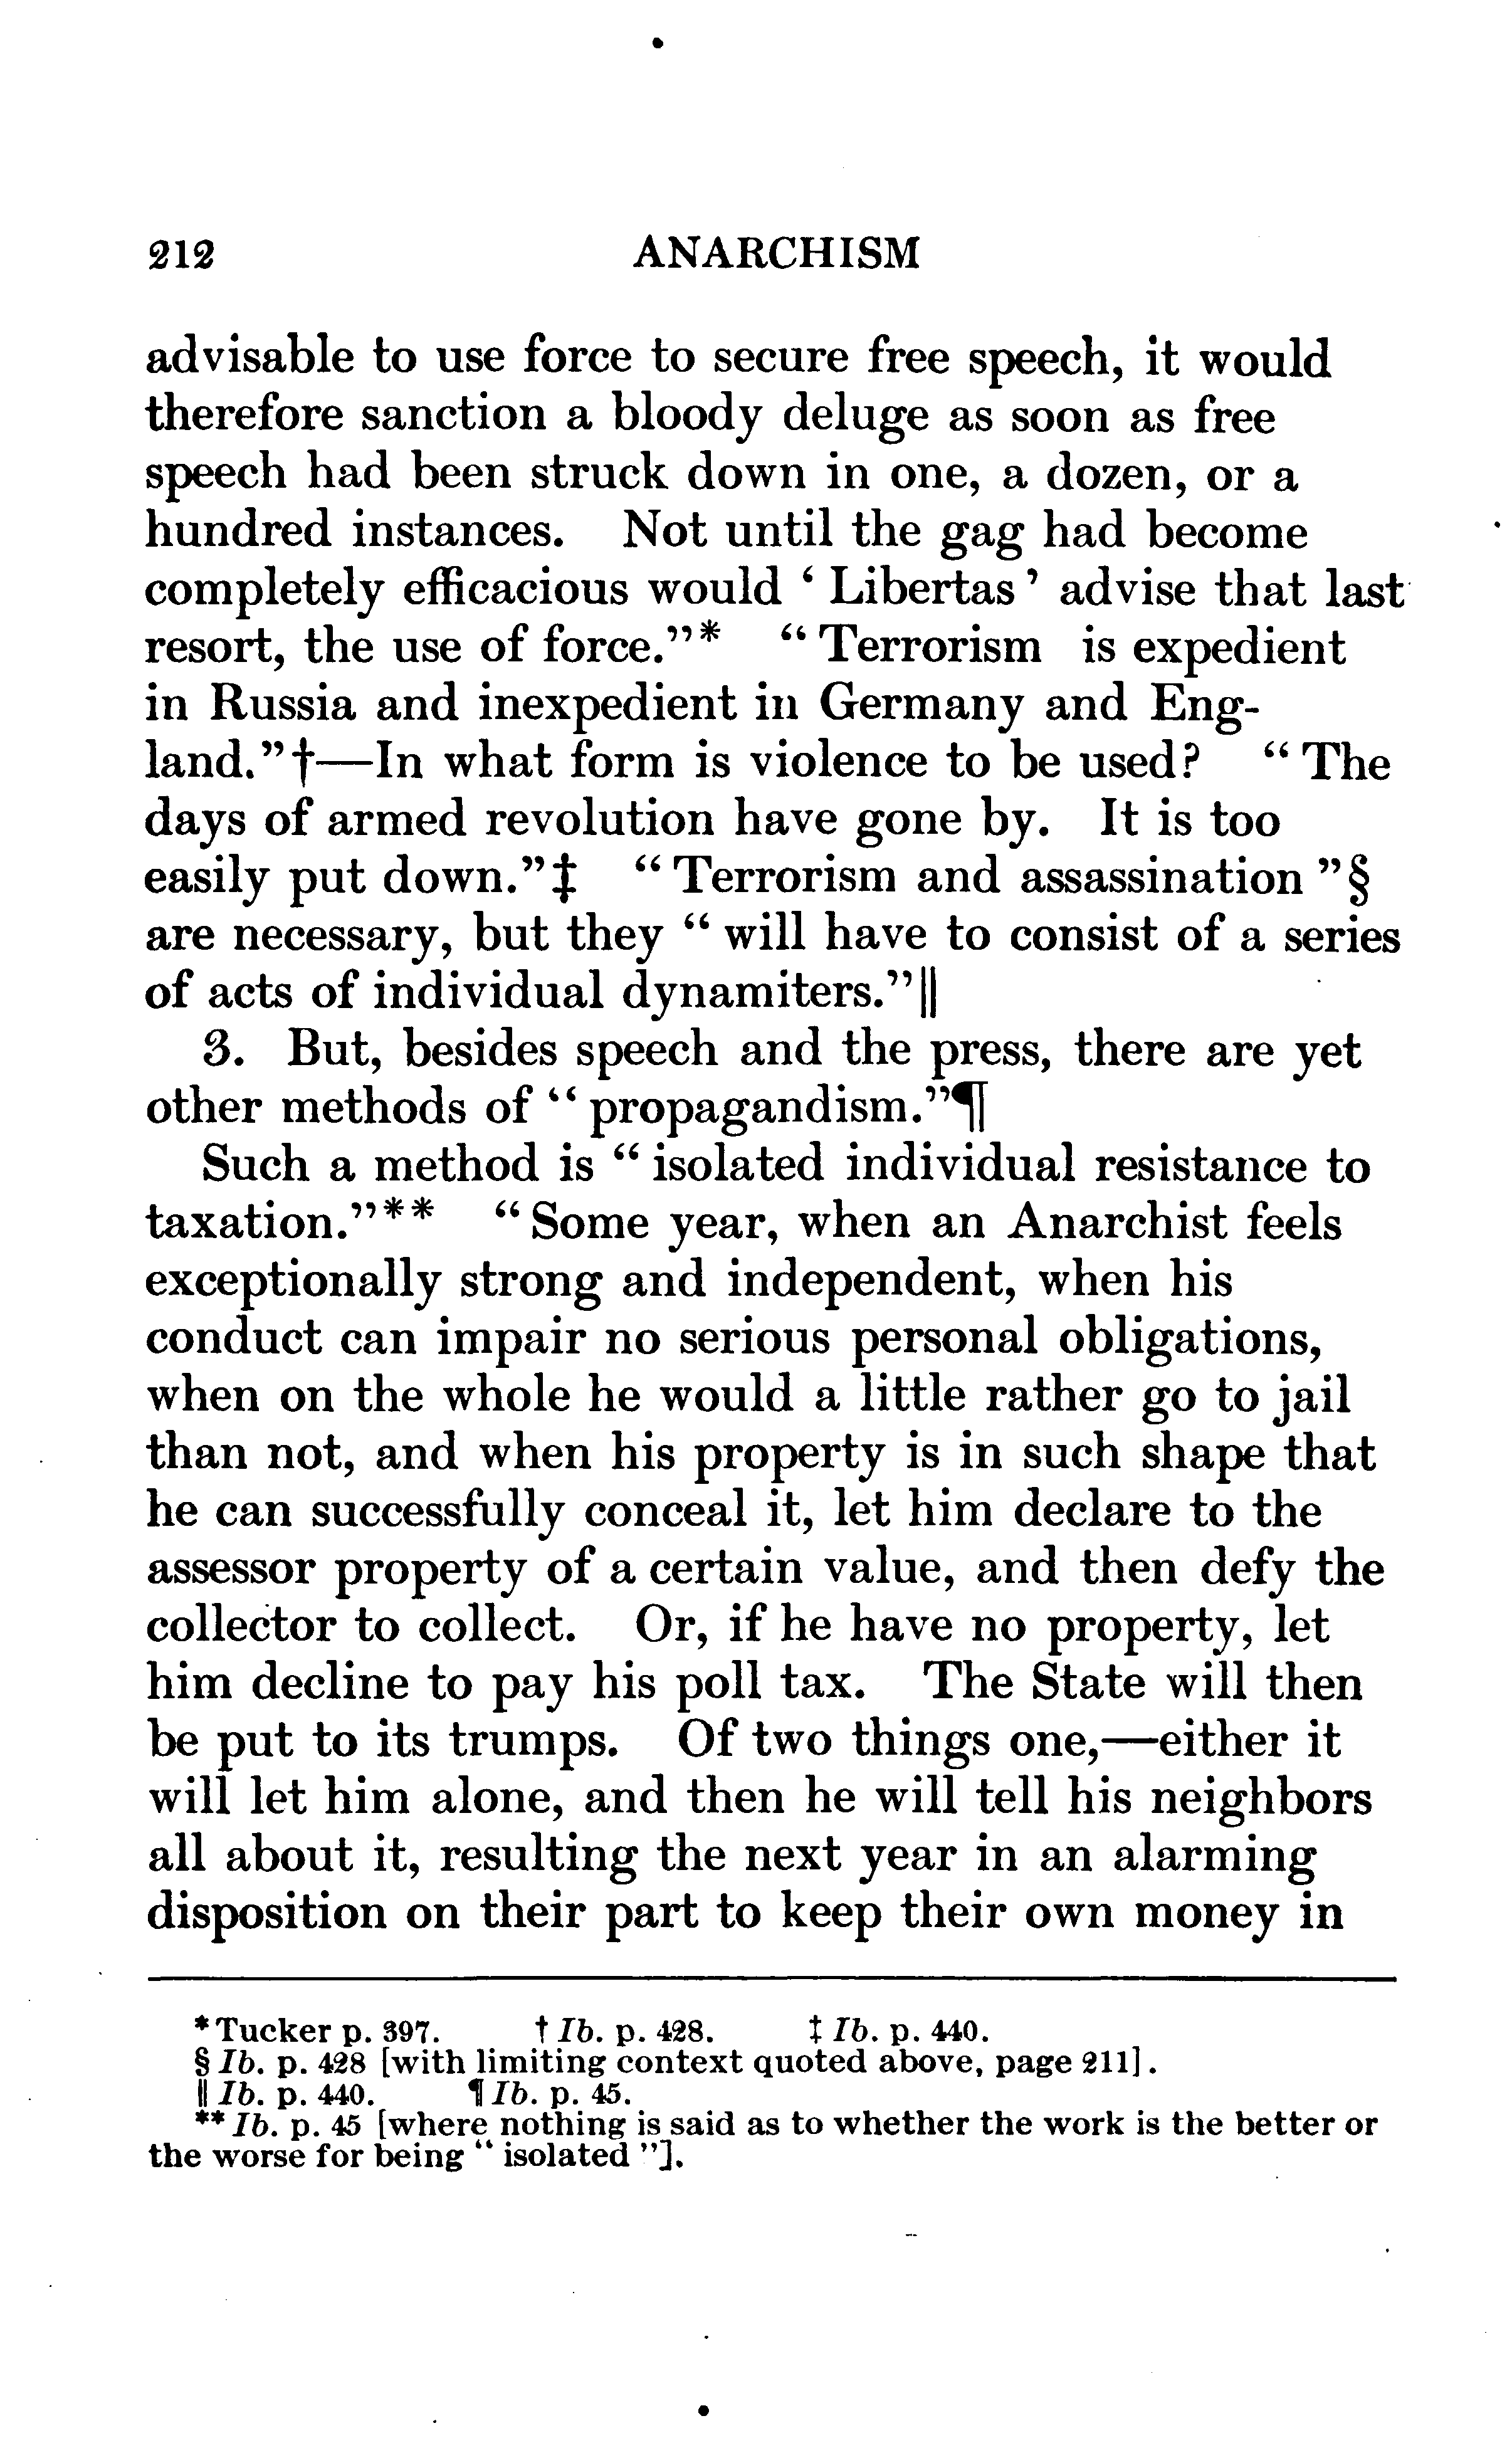 212 ANARCHISM
advisable to use force to secure free speech, it would
therefore sanction a bloody deluge as soon as free
speech had been struck down in one, a dozen, or a
hundred instances. Not until the gag had become
completely efficacious would ‘ Libertas ’ advise that last
resort, the use of force.”* “ Terrorism is expedient
in Russia and inexpedient in Germany and Eng-
land.”†—In what form is violence to be used? “ The
days of armed revolution have gone by. It is too
easily put down.”‡ “ Terrorism and assassination ”§
are necessary, but they “ will have to consist of a series
of acts of individual dynamiters.”||
3. But, besides speech and the press, there are yet
other methods of “ propagandism.”¶
Such a method is “ isolated individual resistance to
taxation.”** “ Some year, when an Anarchist feels
exceptionally strong and independent, when his
conduct can impair no serious personal obligations,
when on the whole he would a little rather go to jail
than not, and when his property is in such shape that
he can successfully conceal it, let him declare to the
assessor property of a certain value, and then defy the
collector to collect. Or, if he have no property, let
him decline to pay his poll tax. The State will then
be put to its trumps. Of two things one,—either it
will let him alone, and then he will tell his neighbors
all about it, resulting the next year in an alarming
disposition on their part to keep their own money in
* Tucker p. 397. † Ib. p. 428. ‡ Ib. p. 440.
§ Ib. p. 428 [with limiting context quoted above, page 211].
|| Ib. p. 440. ¶ Ib. p. 45.
** Ib. p. 45 [where nothing is said as to whether the work is the better or
the worse for being “ isolated ”].